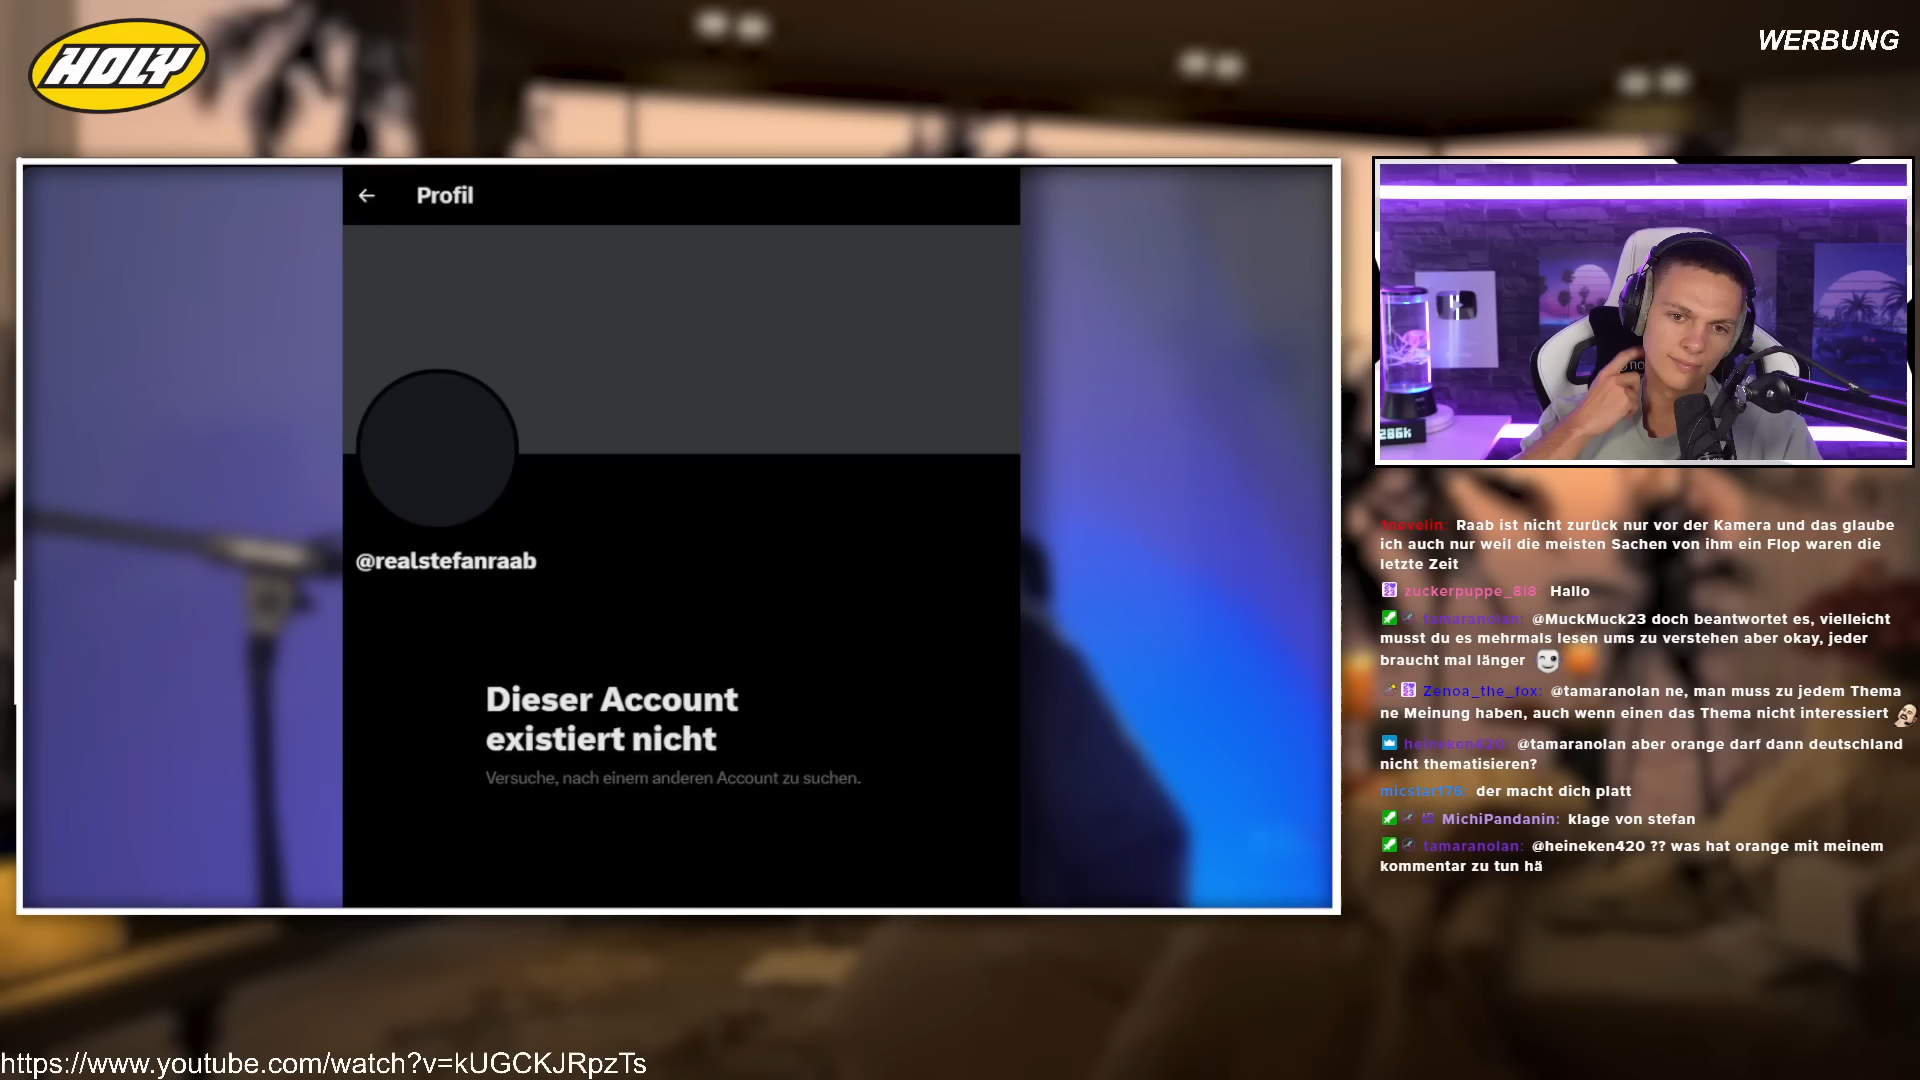 HOLY
WERBUNG
Profil
@realstefanraab
Dieser Account
existiert nicht
Versuche, nach einem anderen Account zu suchen.
286k
Raab ist nicht zurück nur vor der Kamera und das glaube
ich auch nur weil die meisten Sachen von ihm ein Flop waren die
letzte Zeit
zuckerpuppe_8i8 Hallo
tamaranolan: @MuckMuck23 doch beantwortet es, vielleicht
musst du es mehrmals lesen ums zu verstehen aber okay, jeder
braucht mal länger
Zenoa_the_fox: @tamaranolan ne, man muss zu jedem Thema
ne Meinung haben, auch wenn einen das Thema nicht interessiert
heineken420: @tamaranolan aber orange darf dann deutschland
nicht thematisieren?
micstar176: der macht dich platt
MichiPandanin: klage von stefan
tamaranolan: @heineken420 ?? was hat orange mit meinem
kommentar zu tun hä
https://www.youtube.com/watch?v=kUGCKJRpzTs